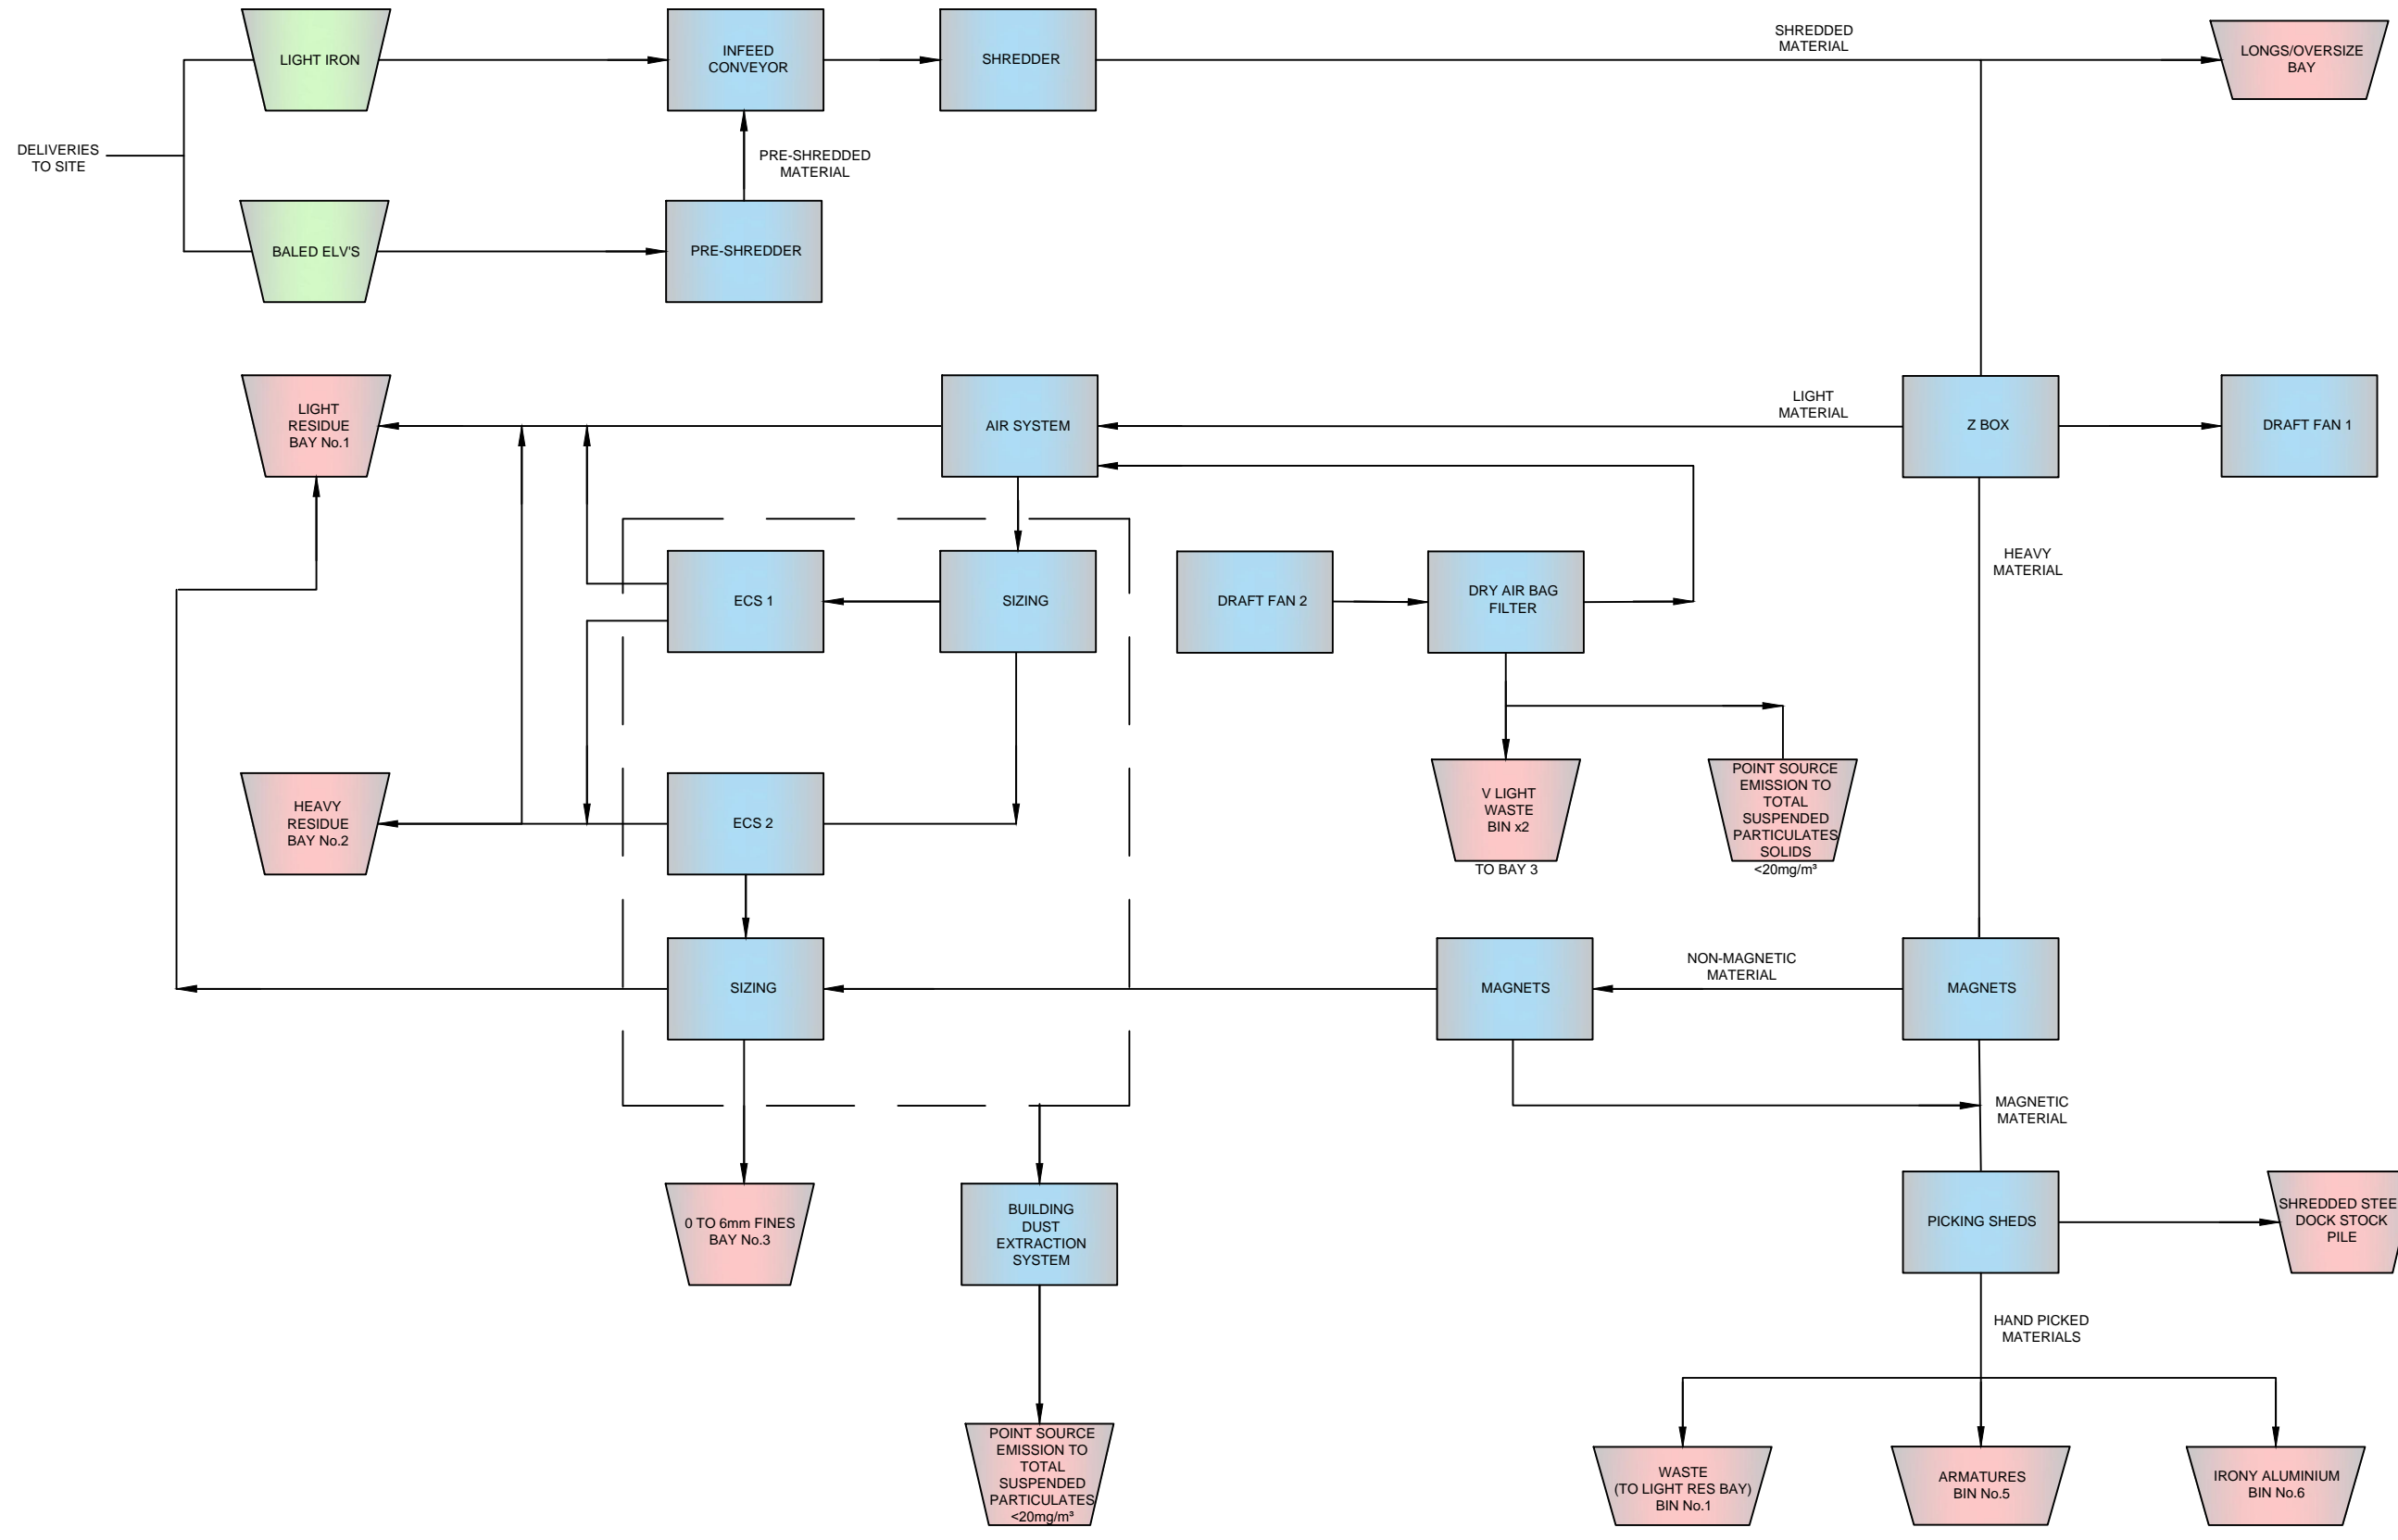 LIGHT IRON
INFEED
CONVEYOR
SHREDDER
SHREDDED
MATERIAL
LONGS/OVERSIZE
BAY
DELIVERIES
TO SITE
PRE-SHREDDED
MATERIAL
BALED ELV'S
PRE-SHREDDER
LIGHT
RESIDUE
BAY No.1
AIR SYSTEM
LIGHT
MATERIAL
Z BOX
DRAFT FAN 1
HEAVY
MATERIAL
ECS 1
SIZING
DRAFT FAN 2
DRY AIR BAG
FILTER
HEAVY
RESIDUE
BAY No.2
ECS 2
V LIGHT
WASTE
BIN x2
TO BAY 3
POINT SOURCE
EMISSION TO
TOTAL
SUSPENDED
PARTICULATES
SOLIDS
<20mg/m³
SIZING
MAGNETS
NON-MAGNETIC
MATERIAL
MAGNETS
MAGNETIC
MATERIAL
0 TO 6mm FINES
BAY No.3
BUILDING
DUST
EXTRACTION
SYSTEM
PICKING SHEDS
SHREDDED STEE
DOCK STOCK
PILE
HAND PICKED
MATERIALS
POINT SOURCE
EMISSION TO
TOTAL
SUSPENDED
PARTICULATES
<20mg/m³
WASTE
(TO LIGHT RES BAY)
BIN No.1
ARMATURES
BIN No.5
IRONY ALUMINIUM
BIN No.6